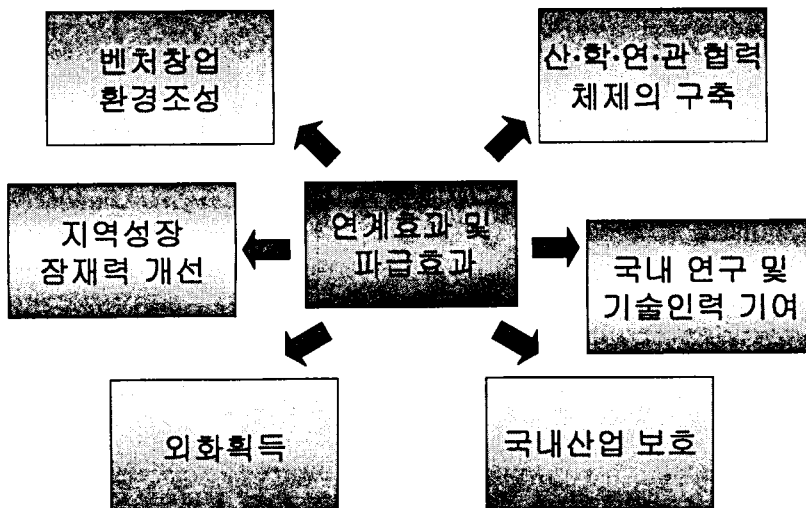 벤처창업
환경조성
산·학·연·관 협력
체제의 구축
지역성장
잠재력 개선
연계효과 및
파급효과
국내 연구 및
기술인력 기여
외화획득
국내산업 보호